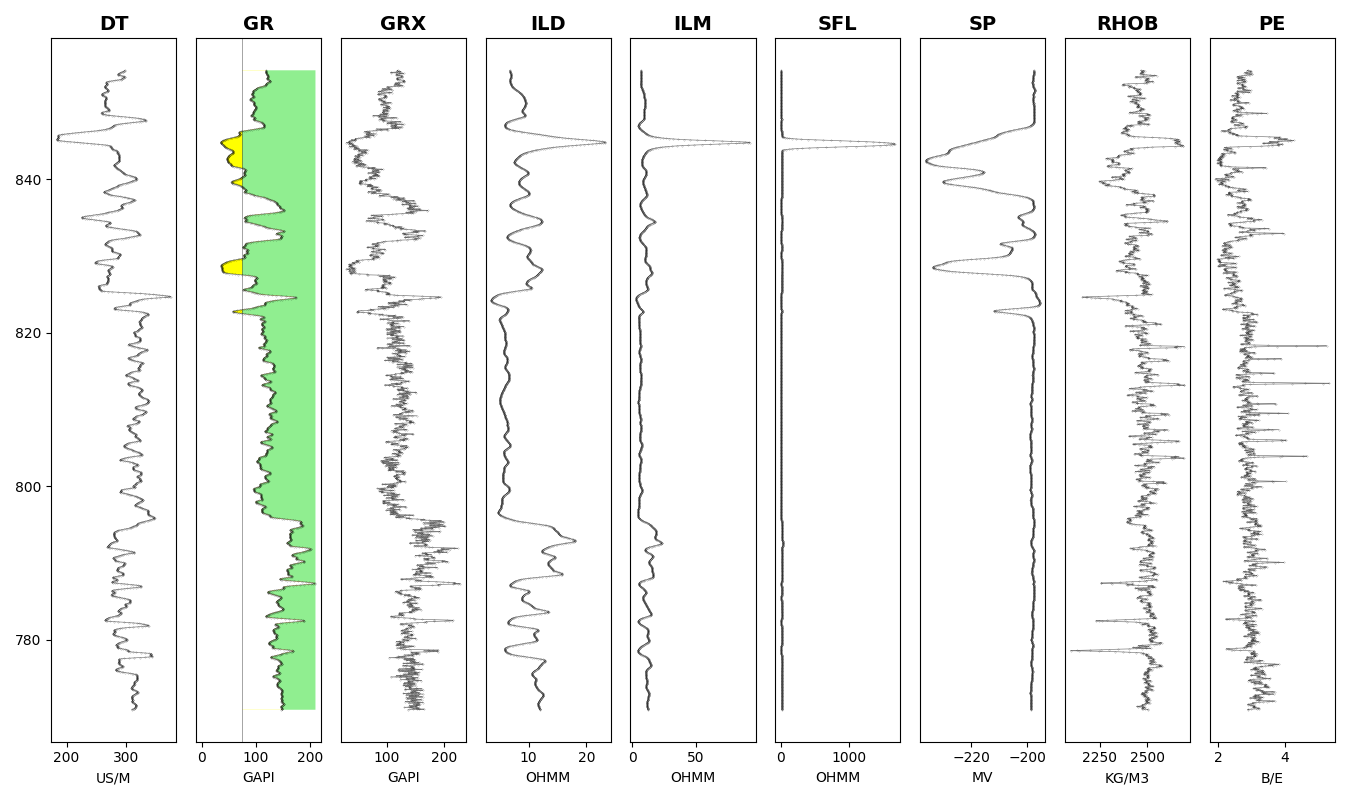 DT GR GRX ILD ILM SFL SP RHOB PE
840
820
800
780
200 300 0 100 200 100 200 10 20 0 50 0 1000 −220 −200 2250 2500 2 4
US/M GAPI GAPI OHMM OHMM OHMM MV KG/M3 B/E